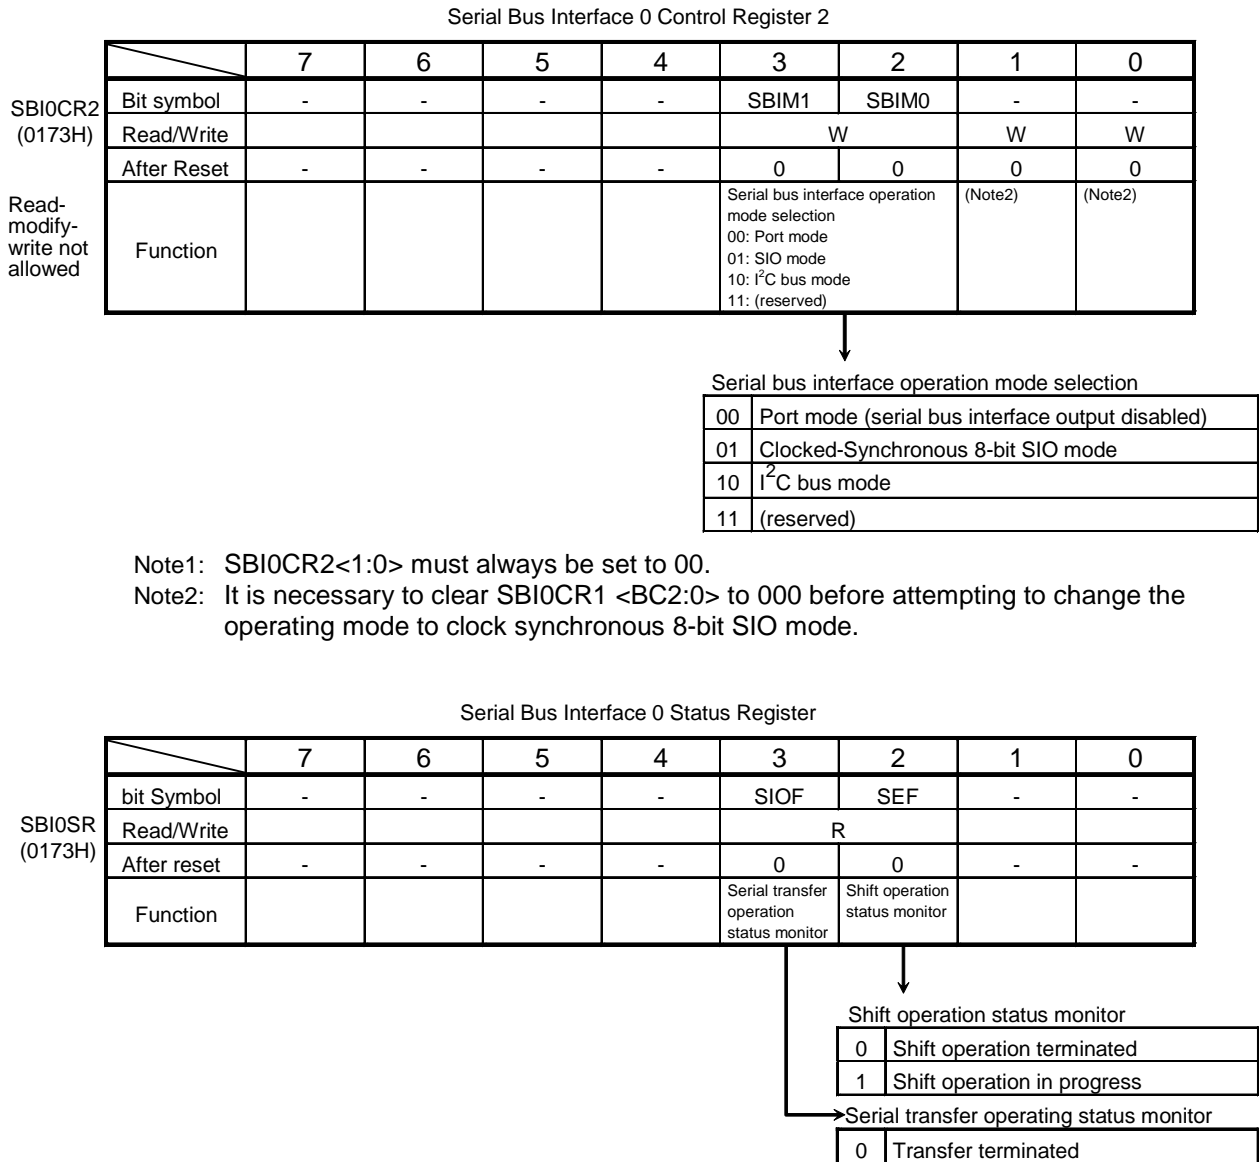 Serial Bus Interface 0 Control Register 2
7 6 5 4 3 2 1 0
SBI0CR2
(0173H)
Read-
modify-
write not
allowed
Bit symbol - - - - SBIM1 SBIM0 - -
Read/Write W W W
After Reset - - - - 0 0 0 0
Function
Serial bus interface operation
mode selection
00: Port mode
01: SIO mode
10: I2C bus mode
11: (reserved)
(Note2)
(Note2)
Serial bus interface operation mode selection
00 Port mode (serial bus interface output disabled)
01 Clocked-Synchronous 8-bit SIO mode
10 I2C bus mode
11 (reserved)
Note1: SBI0CR2<1:0> must always be set to 00.
Note2: It is necessary to clear SBI0CR1 <BC2:0> to 000 before attempting to change the
operating mode to clock synchronous 8-bit SIO mode.
Serial Bus Interface 0 Status Register
7 6 5 4 3 2 1 0
SBI0SR
(0173H)
bit Symbol - - - - SIOF SEF - -
Read/Write R
After reset - - - - 0 0 - -
Function
Serial transfer
operation
status monitor
Shift operation
status monitor
Shift operation status monitor
0 Shift operation terminated
1 Shift operation in progress
Serial transfer operating status monitor
0 Transfer terminated